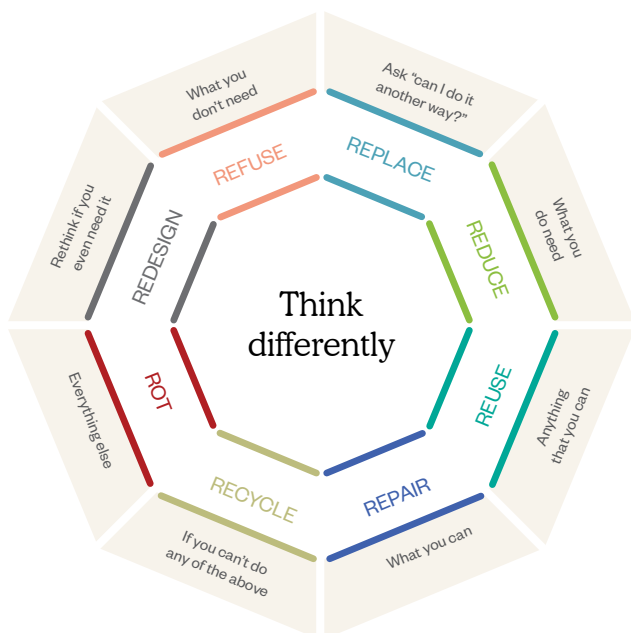 What you
don't need
REFUSE
Ask “can I do it
another way?”
REPLACE
What you
do need
REDUCE
Anything
that you can
REUSE
What you can
REPAIR
If you can't do
any of the above
RECYCLE
Everything else
ROT
Rethink if you
even need it
REDESIGN
Think
differently